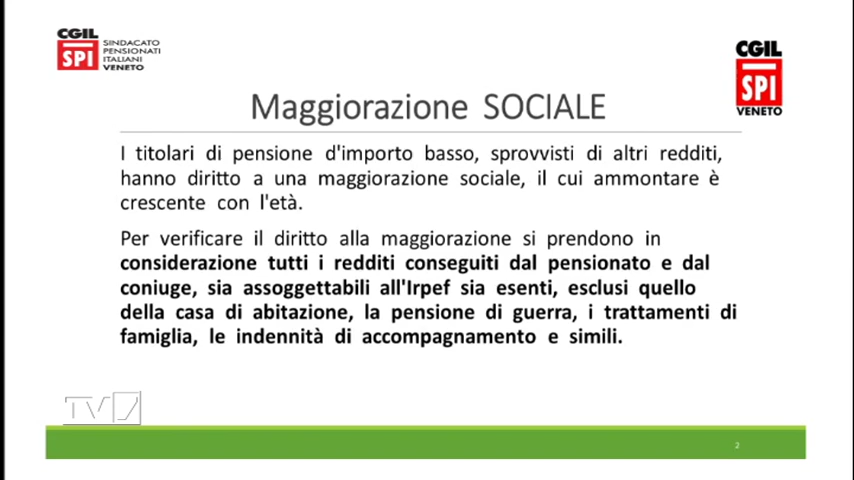 CGIL
SPI
SINDACATO
PENSIONATI
ITALIANI
VENETO
CGIL
SPI
VENETO
Maggiorazione SOCIALE
I titolari di pensione d'importo basso, sprovvisti di altri redditi,
hanno diritto a una maggiorazione sociale, il cui ammontare è
crescente con l'età.
Per verificare il diritto alla maggiorazione si prendono in
considerazione tutti i redditi conseguiti dal pensionato e dal
coniuge, sia assoggettabili all'Irpef sia esenti, esclusi quello
della casa di abitazione, la pensione di guerra, i trattamenti di
famiglia, le indennità di accompagnamento e simili.
TV7
2